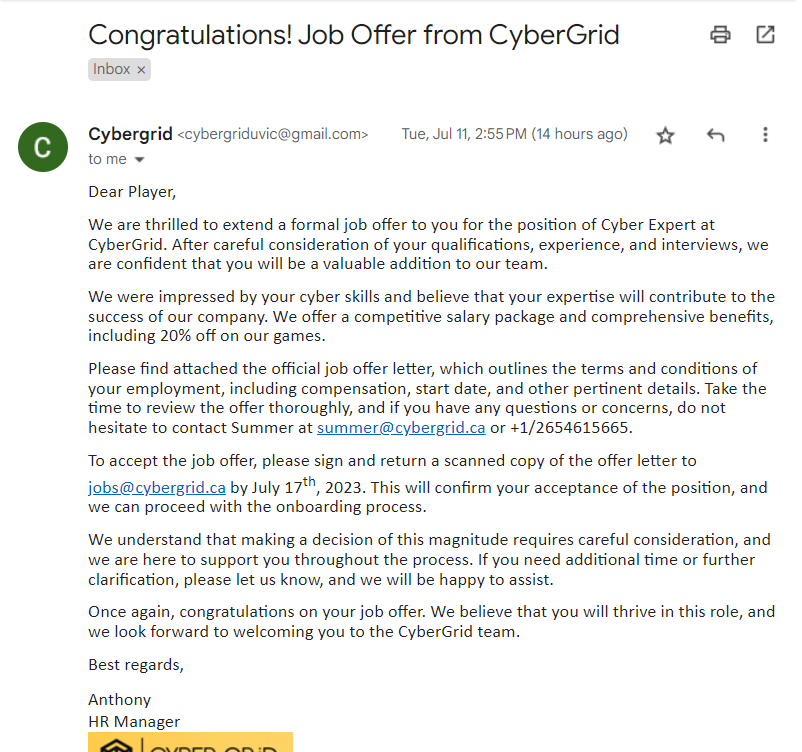 Congratulations! Job Offer from CyberGrid
Inbox ×
C
Cybergrid <cybergriduvic@gmail.com> Tue, Jul 11, 2:55 PM (14 hours ago)
to me
Dear Player,
We are thrilled to extend a formal job offer to you for the position of Cyber Expert at
CyberGrid. After careful consideration of your qualifications, experience, and interviews, we
are confident that you will be a valuable addition to our team.
We were impressed by your cyber skills and believe that your expertise will contribute to the
success of our company. We offer a competitive salary package and comprehensive benefits,
including 20% off on our games.
Please find attached the official job offer letter, which outlines the terms and conditions of
your employment, including compensation, start date, and other pertinent details. Take the
time to review the offer thoroughly, and if you have any questions or concerns, do not
hesitate to contact Summer at summer@cybergrid.ca or +1/2654615665.
To accept the job offer, please sign and return a scanned copy of the offer letter to
jobs@cybergrid.ca by July 17th, 2023. This will confirm your acceptance of the position, and
we can proceed with the onboarding process.
We understand that making a decision of this magnitude requires careful consideration, and
we are here to support you throughout the process. If you need additional time or further
clarification, please let us know, and we will be happy to assist.
Once again, congratulations on your job offer. We believe that you will thrive in this role, and
we look forward to welcoming you to the CyberGrid team.
Best regards,
Anthony
HR Manager